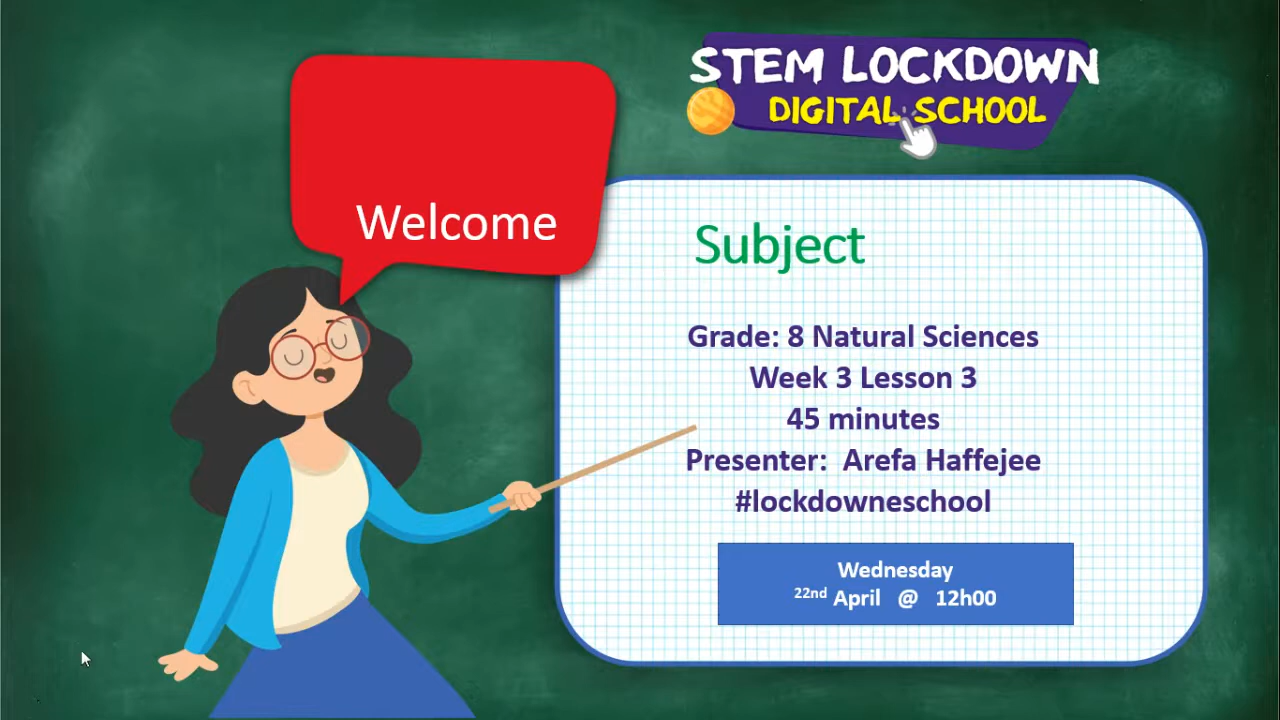 STEM LOCKDOWN
DIGITAL SCHOOL
Welcome
Subject
Grade: 8 Natural Sciences
Week 3 Lesson 3
45 minutes
Presenter: Arefa Haffejee
#lockdowneschool
Wednesday
22nd April @ 12h00